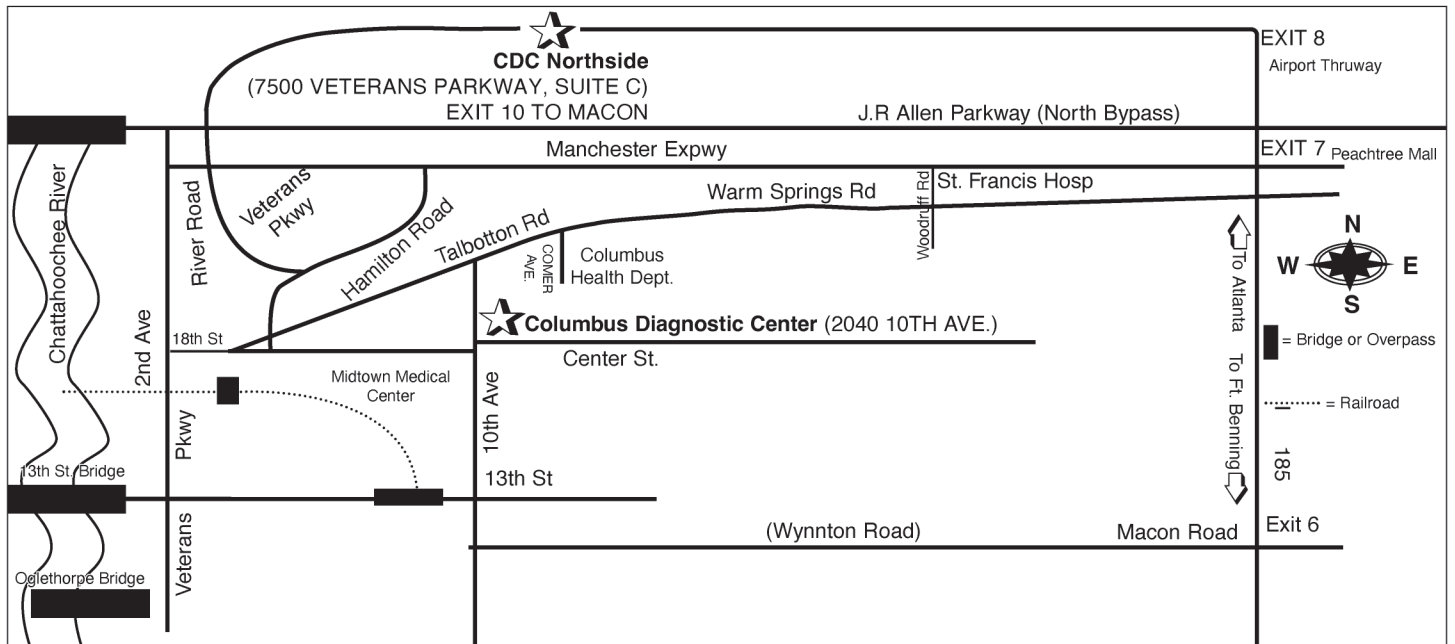 EXIT 8
Airport Thruway
CDC Northside
(7500 VETERANS PARKWAY, SUITE C)
EXIT 10 TO MACON
J.R Allen Parkway (North Bypass)
Manchester Expwy
EXIT 7 Peachtree Mall
Chattahoochee River
River Road
Veterans
Pkwy
Hamilton Road
Talbotton Rd
Warm Springs Rd
Woodruff Rd
St. Francis Hosp
COMER
AVE.
Columbus
Health Dept.
To Atlanta
To Ft. Benning
N
W
E
S
2nd Ave
18th St
Columbus Diagnostic Center (2040 10TH AVE.)
Center St.
= Bridge or Overpass
Midtown Medical
Center
= Railroad
Pkwy
10th Ave
I 185
13th St. Bridge
13th St
Veterans
(Wynnton Road)
Macon Road
Exit 6
Oglethorpe Bridge